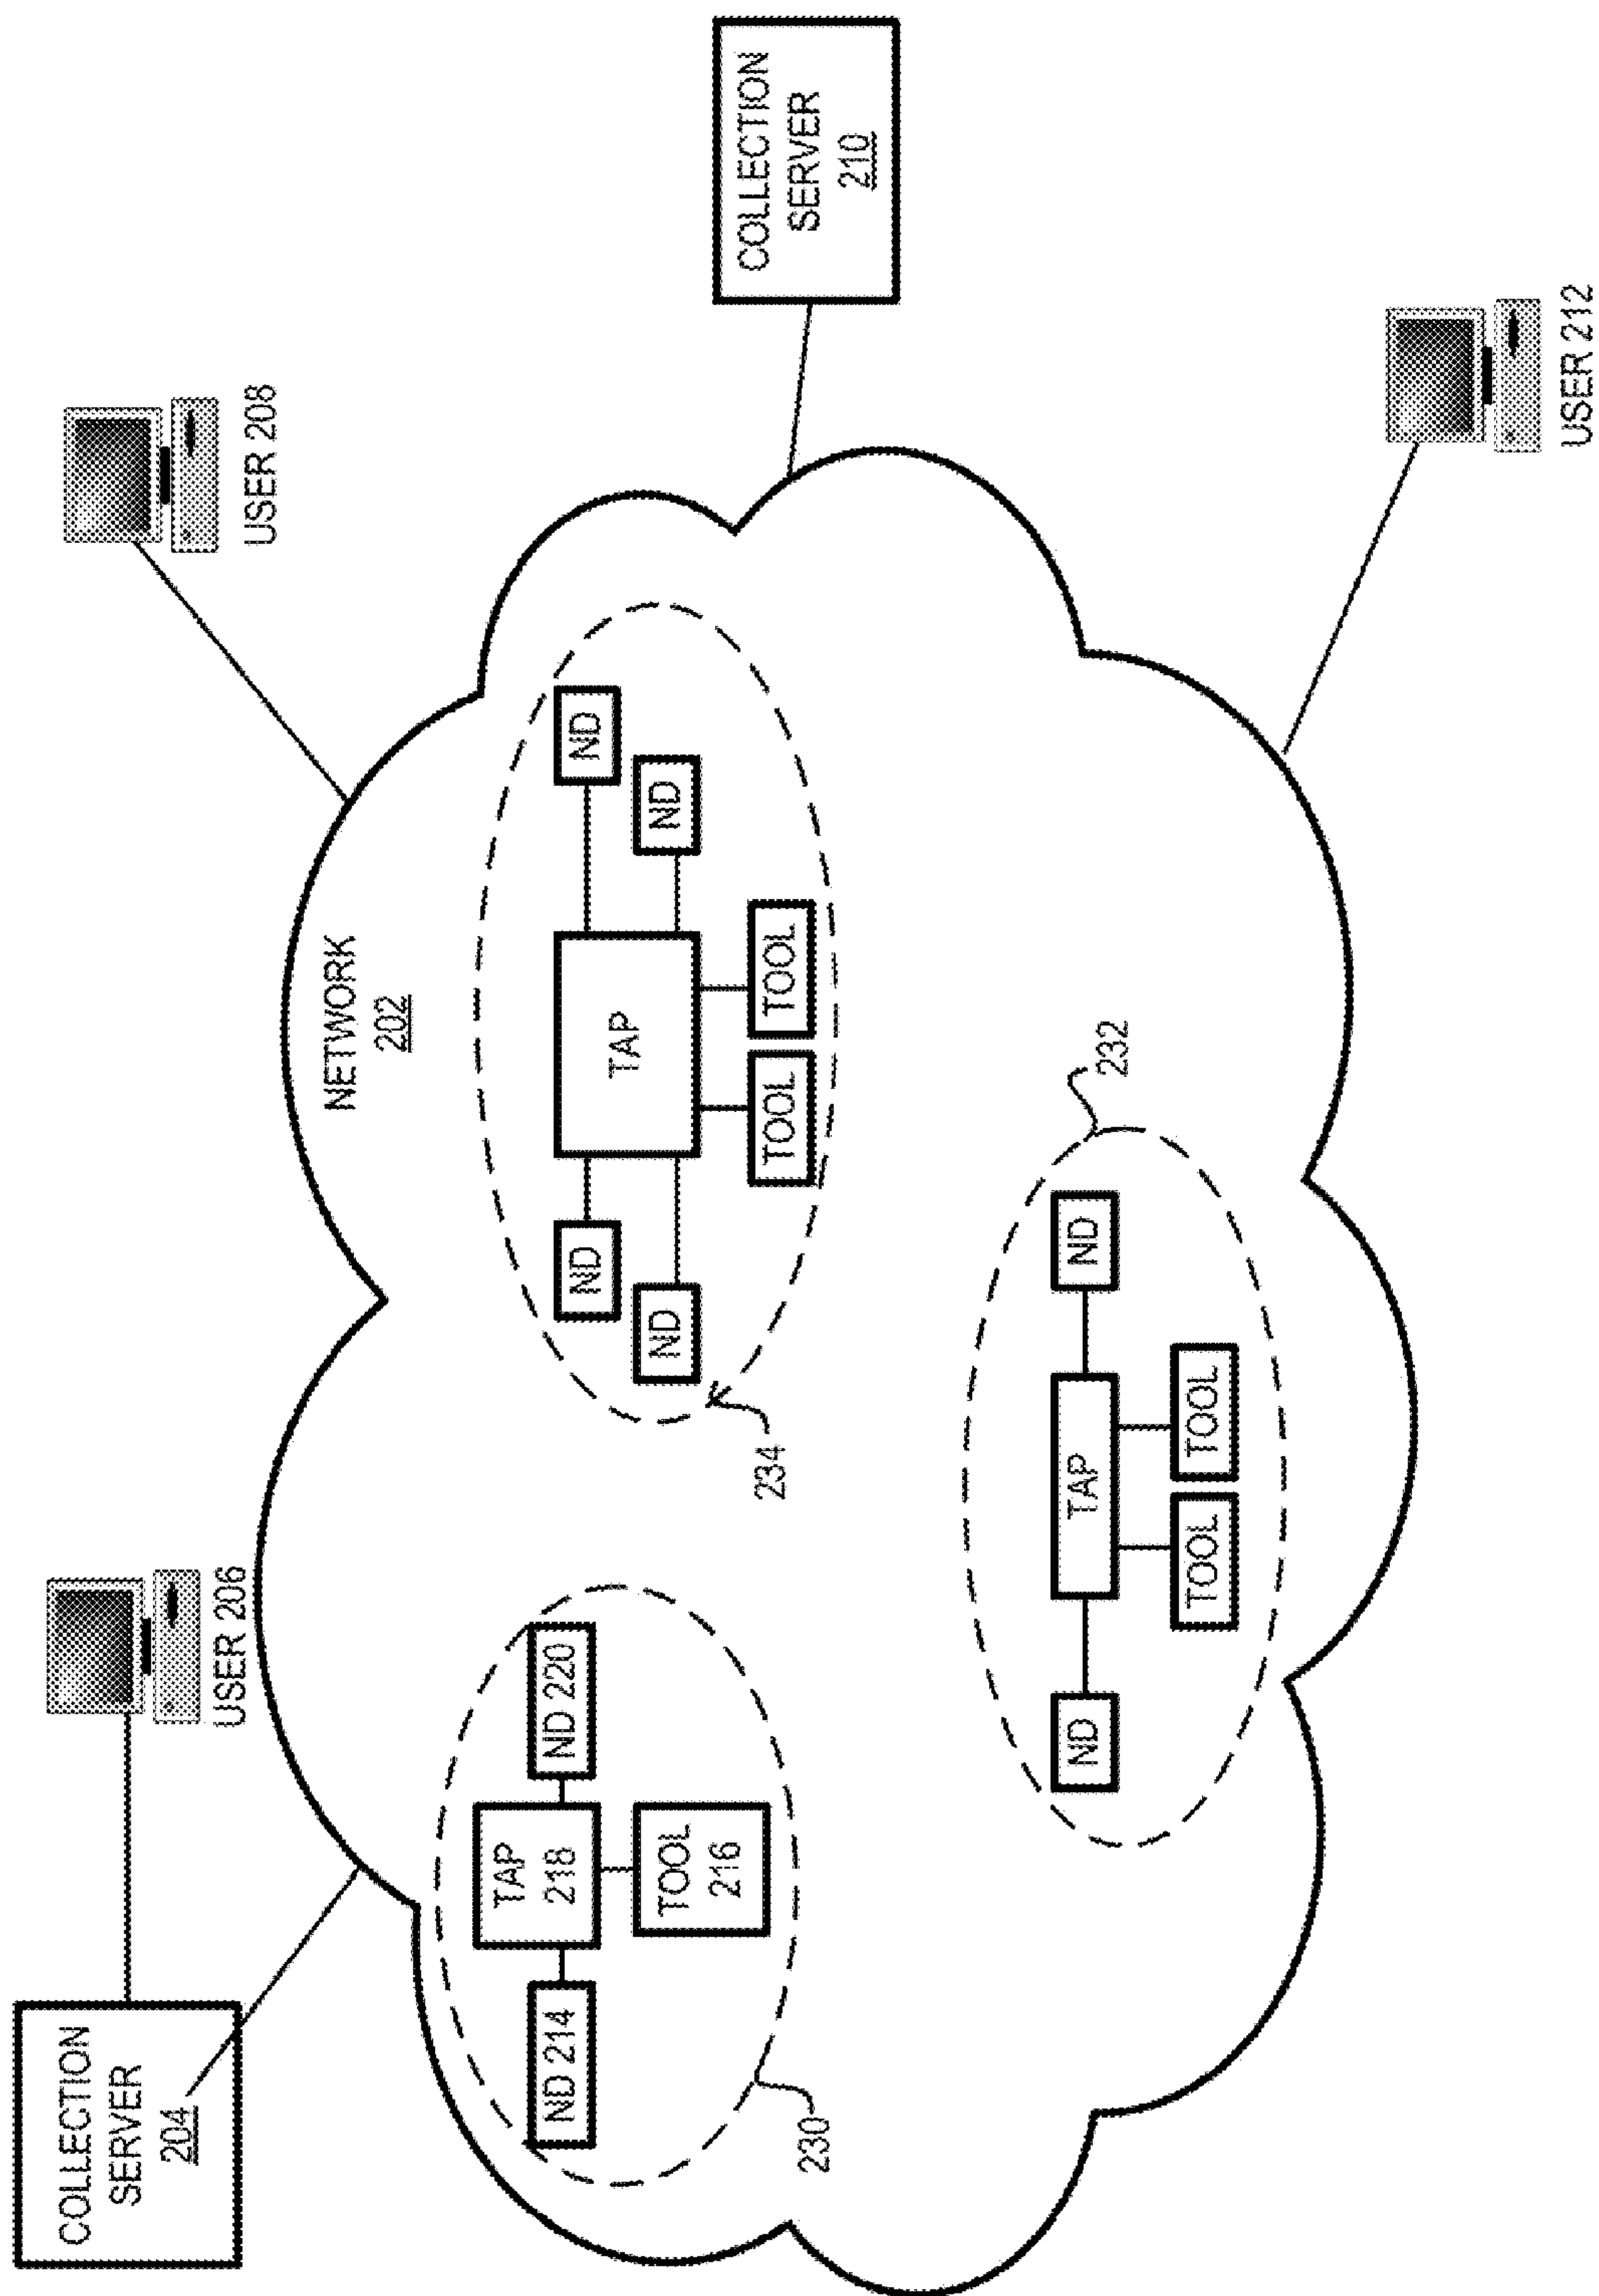 COLLECTION
SERVER
204
USER 206
USER 208
NETWORK
202
COLLECTION
SERVER
210
ND 214
TAP
218
ND 220
TOOL
216
230
ND
ND
TAP
ND
ND
TOOL
TOOL
234
232
ND
TAP
ND
TOOL
TOOL
USER 212